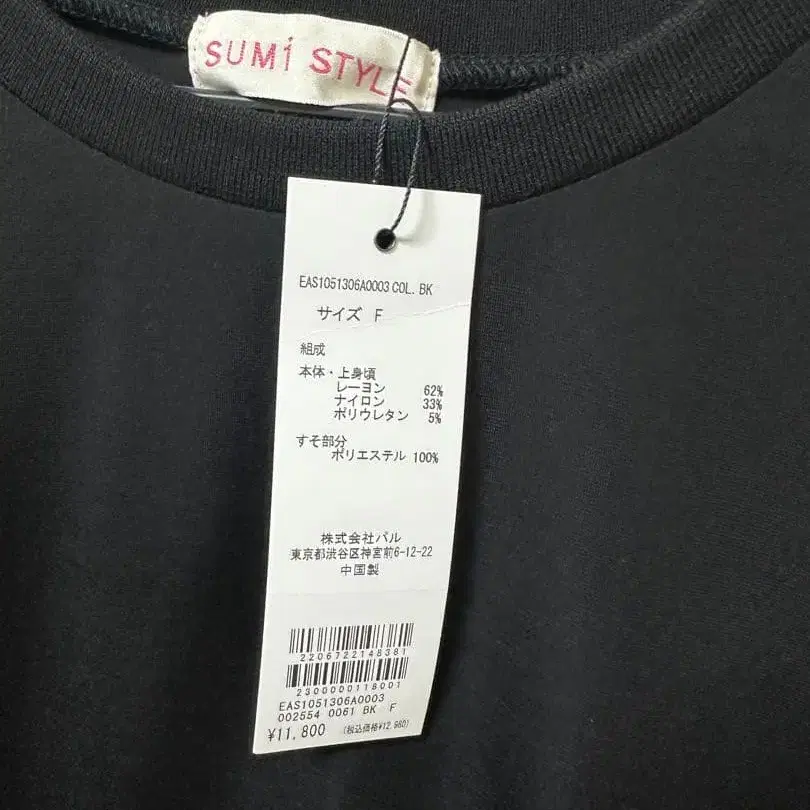 SUMi STYLE
EAS1051306A0003 COL. BK
サイズ F
組成
本体・上身頃
レーヨン 62%
ナイロン 33%
ポリウレタン 5%
すそ部分
ポリエステル 100%
株式会社パル
東京都渋谷区神宮前6-12-22
中国製
2206722148381
2300000118001
EAS1051306A0003
002554 0061 BK F
¥11,800 (税込価格¥12,980)